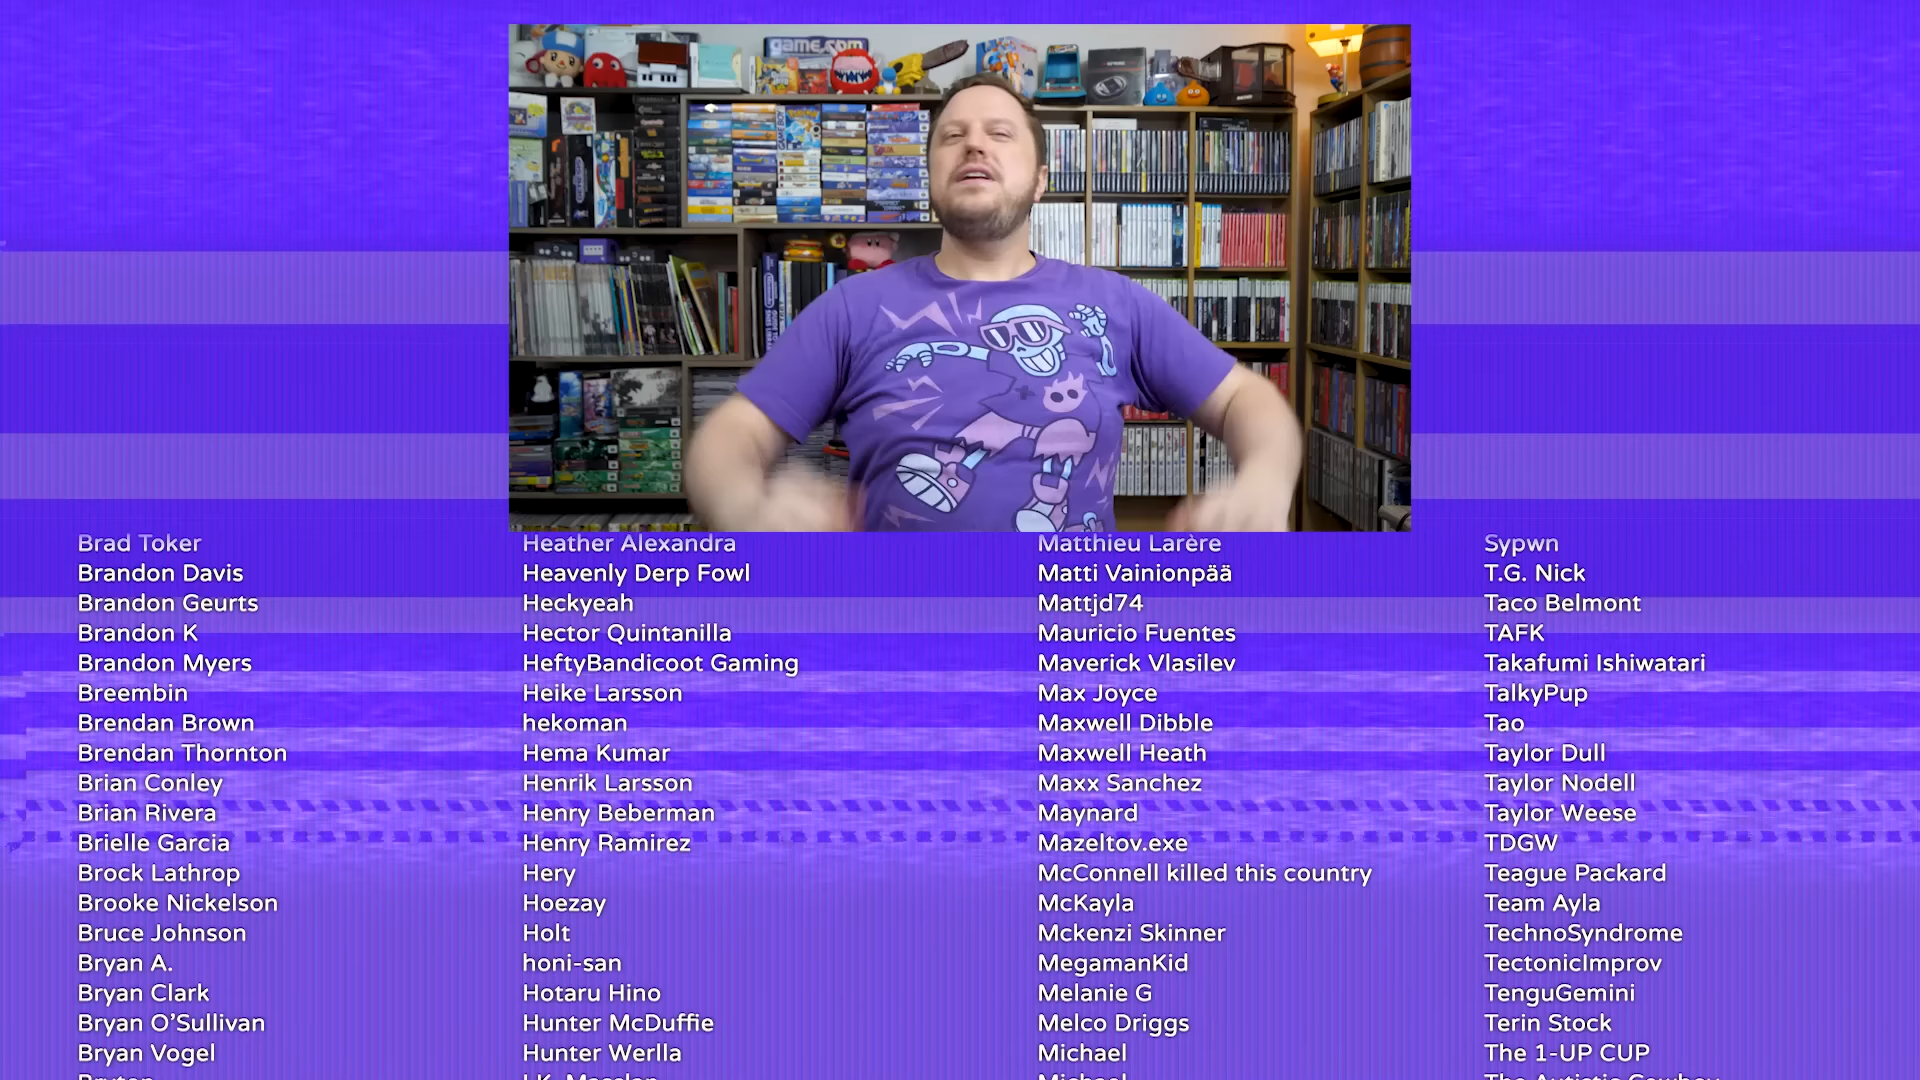 game.com
Brad Toker
Brandon Davis
Brandon Geurts
Brandon K
Brandon Myers
Breembin
Brendan Brown
Brendan Thornton
Brian Conley
Brian Rivera
Brielle Garcia
Brock Lathrop
Brooke Nickelson
Bruce Johnson
Bryan A.
Bryan Clark
Bryan O'Sullivan
Bryan Vogel
Heather Alexandra
Heavenly Derp Fowl
Heckyeah
Hector Quintanilla
HeftyBandicoot Gaming
Heike Larsson
hekoman
Hema Kumar
Henrik Larsson
Henry Beberman
Henry Ramirez
Hery
Hoezay
Holt
honi-san
Hotaru Hino
Hunter McDuffie
Hunter Werlla
Matthieu Larère
Matti Vainionpää
Mattjd74
Mauricio Fuentes
Maverick Vlasilev
Max Joyce
Maxwell Dibble
Maxwell Heath
Maxx Sanchez
Maynard
Mazeltov.exe
McConnell killed this country
McKayla
Mckenzi Skinner
MegamanKid
Melanie G
Melco Driggs
Michael
Michael
Sypwn
T.G. Nick
Taco Belmont
TAFK
Takafumi Ishiwatari
TalkyPup
Tao
Taylor Dull
Taylor Nodell
Taylor Weese
TDGW
Teague Packard
Team Ayla
TechnoSyndrome
TectonicImprov
TenguGemini
Terin Stock
The 1-UP CUP
The Autistic Cowboy